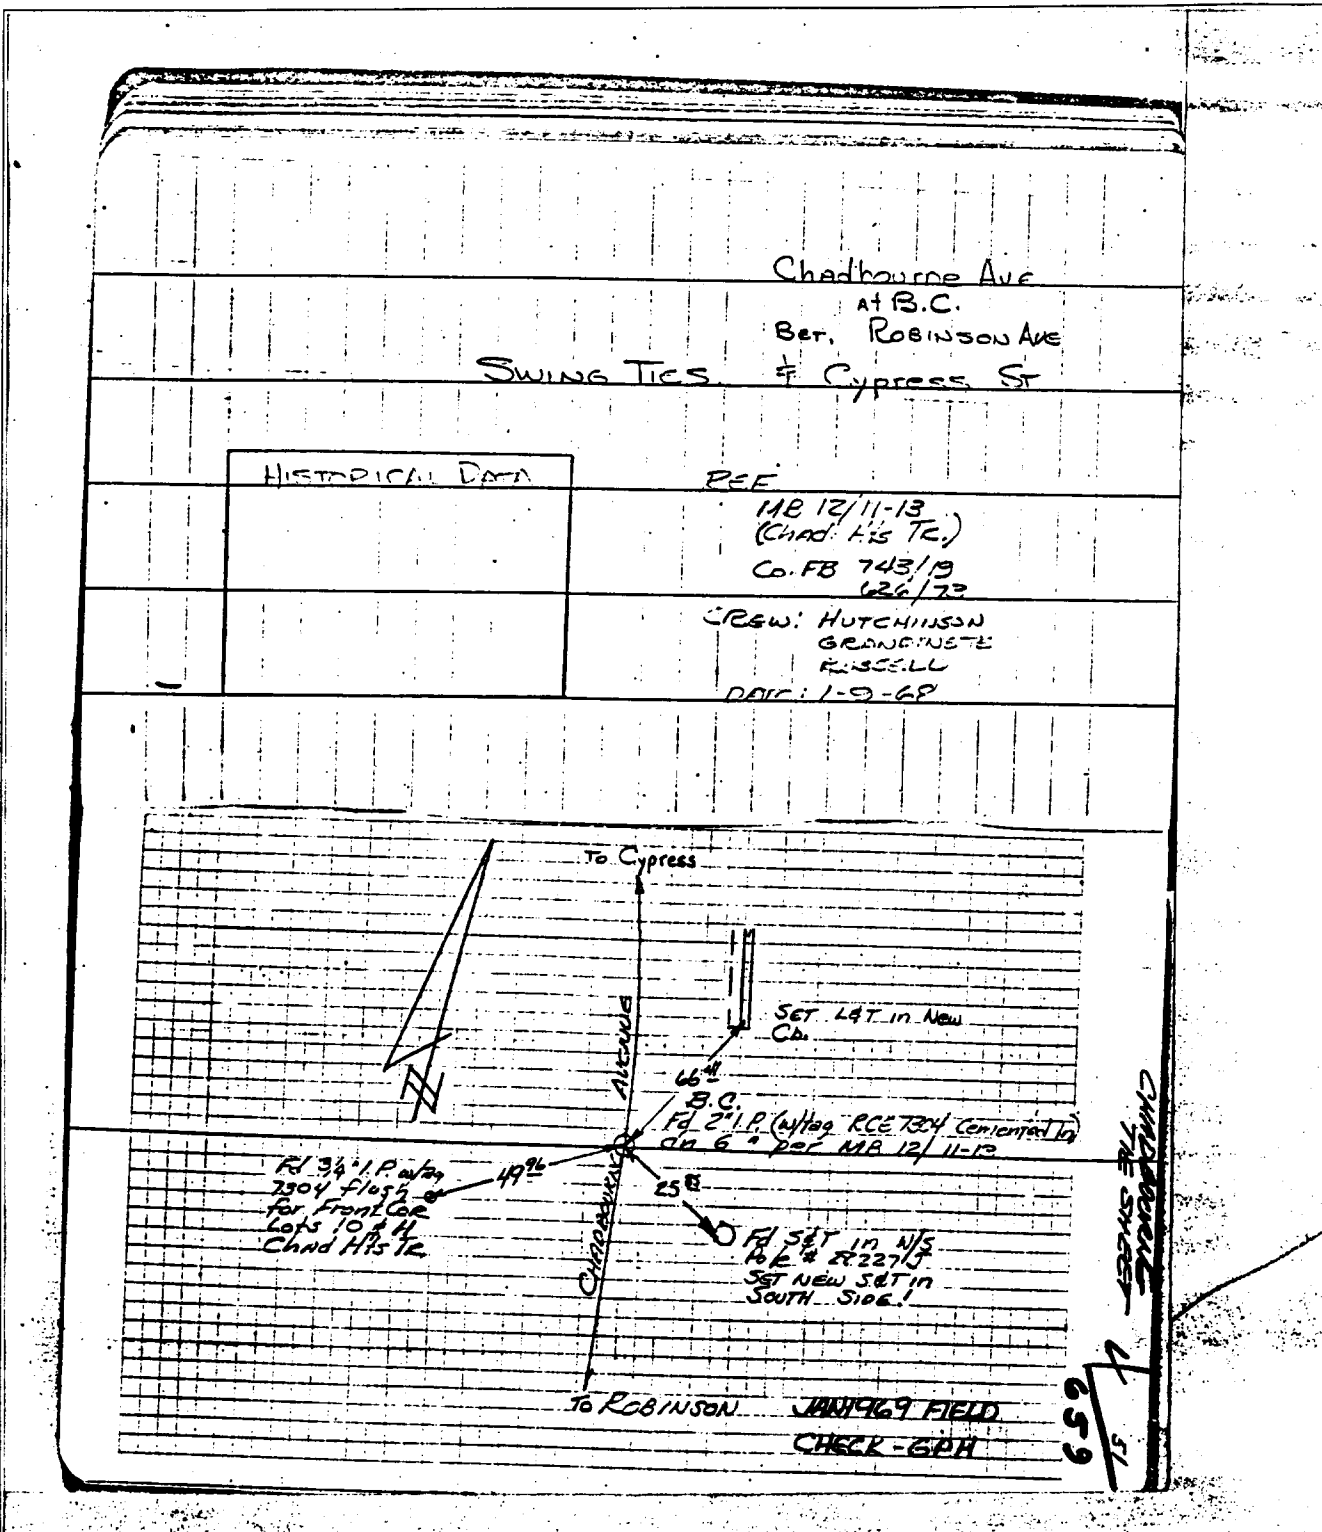 Chadbourne Ave
At B.C.
Bet. ROBINSON AVE
SWING TIES & Cypress St
HISTORICAL DATA
REF
MB 12/11-13
(Chad. Hts Tr.)
Co. FB 743/19
626/73
CREW: HUTCHINSON
RUSSELL
DATE: 1-9-68
To Cypress
AVENUE
SET L&T in New
Cb.
66
B.C.
Fd 2" I.P. (w/tag RCE 7304 Cemented In)
dn 6" per MB 12/11-13
Fd 3/4" I.P. w/tag
7304 flush
for Front Cor
Lots 10 & 11
Chad Hts Tr.
49 96
25
CHADBOURNE
Fd S&T in W/S
Pole #
SET NEW S&T in
SOUTH SIDE!
To ROBINSON
JAN 1969 FIELD
CHECK - GPH
CHADBOURNE
TIE SHEET
659
51